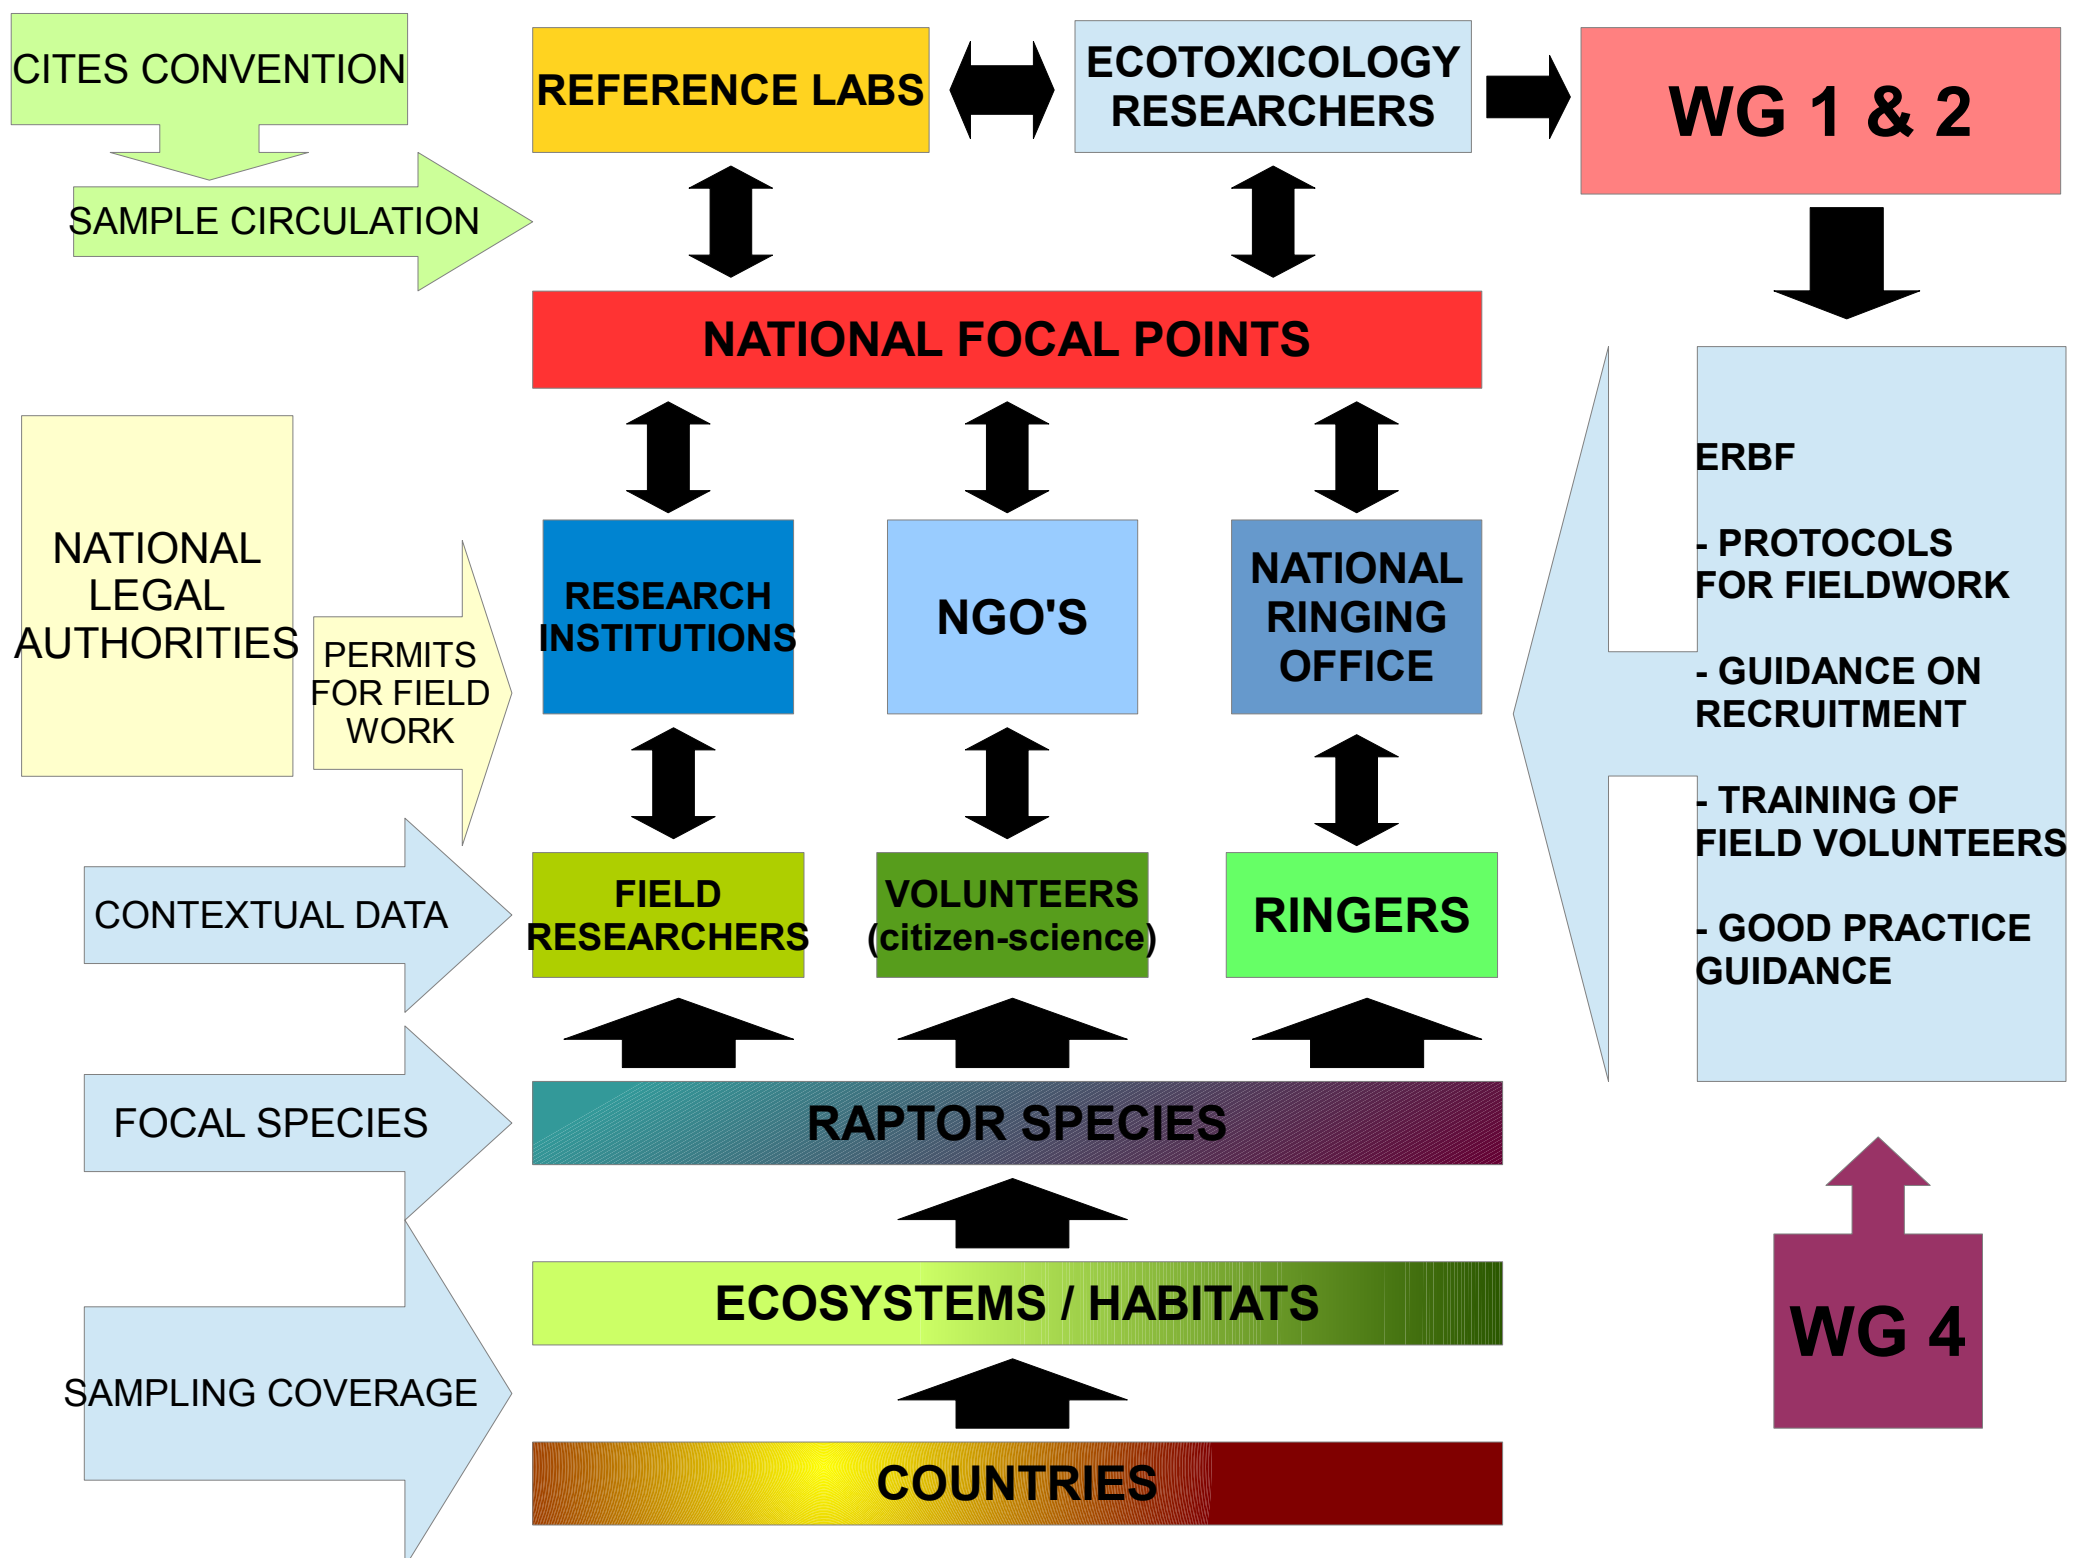 CITES CONVENTION
SAMPLE CIRCULATION
REFERENCE LABS
ECOTOXICOLOGY
RESEARCHERS
WG 1 & 2
NATIONAL FOCAL POINTS
NATIONAL
LEGAL
AUTHORITIES
PERMITS
FOR FIELD
WORK
RESEARCH
INSTITUTIONS
NGO'S
NATIONAL
RINGING
OFFICE
ERBF
- PROTOCOLS
FOR FIELDWORK
- GUIDANCE ON
RECRUITMENT
- TRAINING OF
FIELD VOLUNTEERS
- GOOD PRACTICE
GUIDANCE
CONTEXTUAL DATA
FIELD
RESEARCHERS
VOLUNTEERS
(citizen-science)
RINGERS
FOCAL SPECIES
RAPTOR SPECIES
SAMPLING COVERAGE
ECOSYSTEMS / HABITATS
COUNTRIES
WG 4